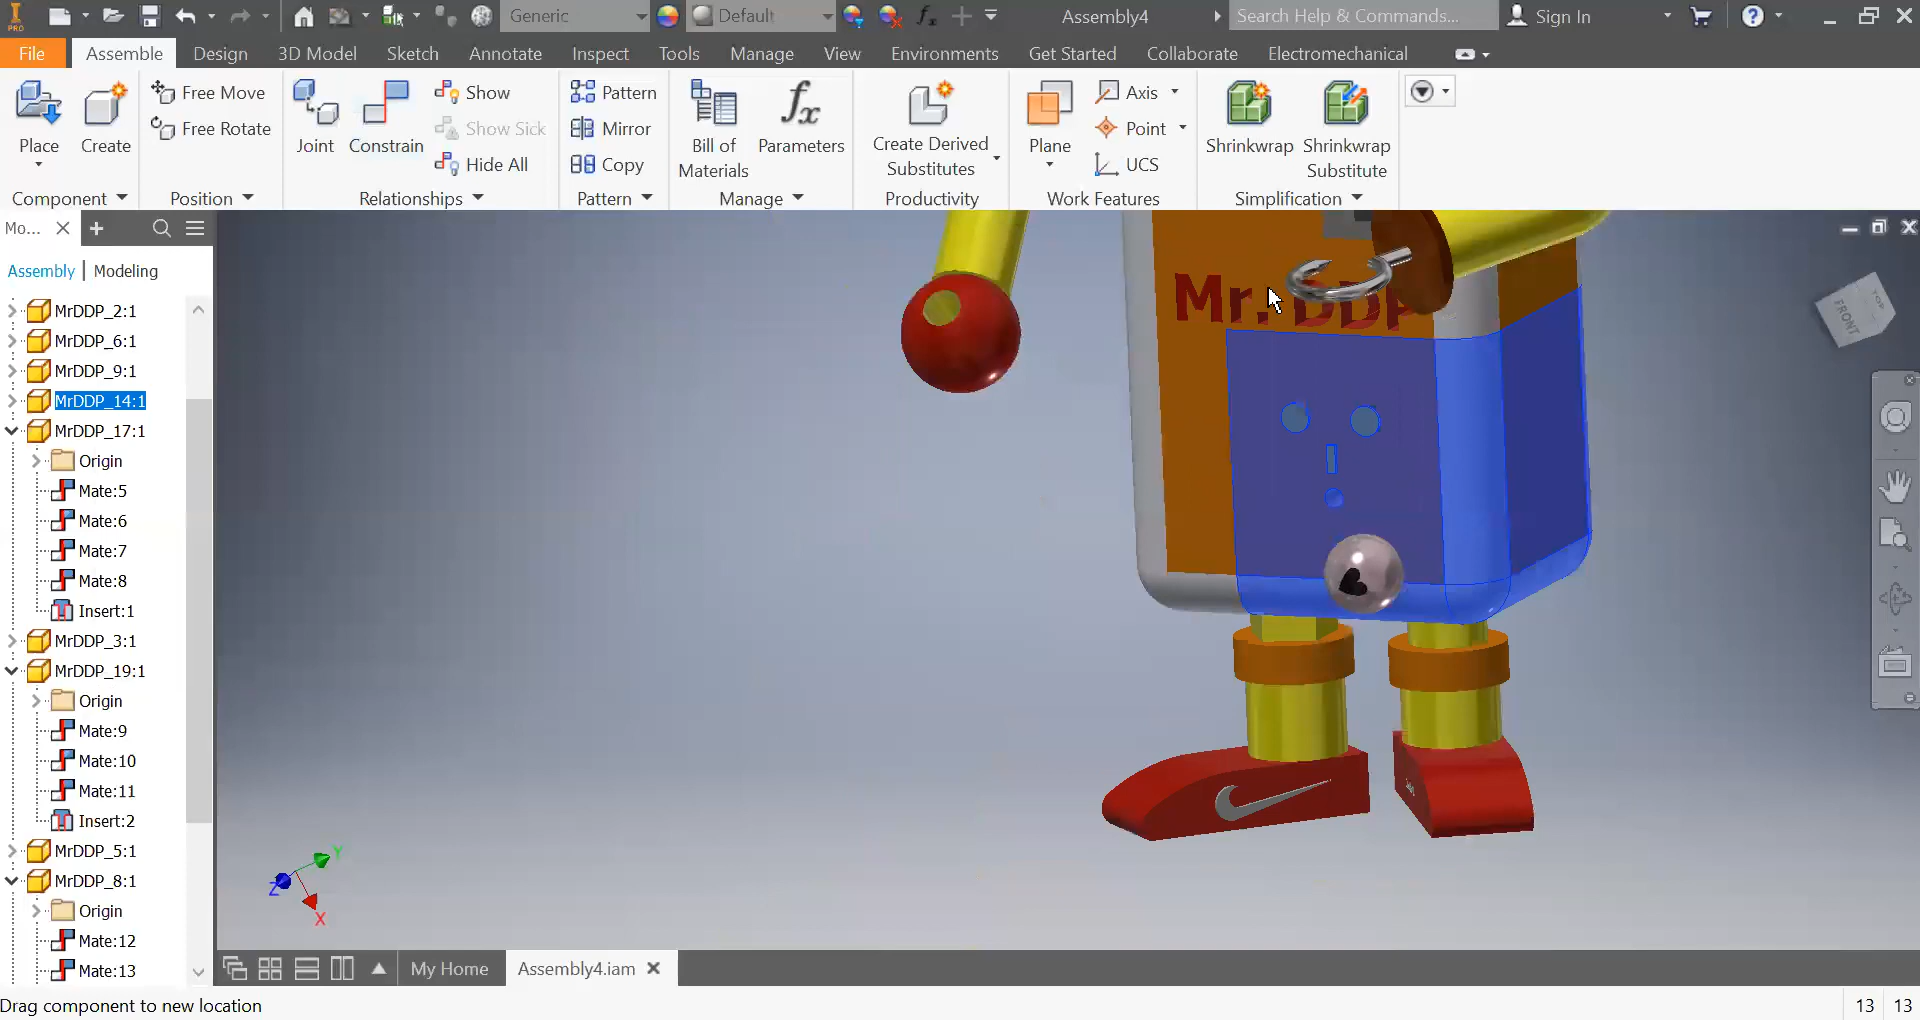 PRO
Generic
Default
fx
Assembly4
Search Help & Commands...
Sign In
File
Assemble
Design
3D Model
Sketch
Annotate
Inspect
Tools
Manage
View
Environments
Get Started
Collaborate
Electromechanical
Place
Create
Component
Free Move
Free Rotate
Position
Joint
Constrain
Show
Show Sick
Hide All
Relationships
Pattern
Mirror
Copy
Pattern
Bill of
Materials
fx
Parameters
Manage
Create Derived
Substitutes
Productivity
Plane
Axis
Point
UCS
Work Features
Shrinkwrap
Shrinkwrap
Substitute
Simplification
Mo...
Assembly | Modeling
MrDDP_2:1
MrDDP_6:1
MrDDP_9:1
MrDDP_14:1
MrDDP_17:1
Origin
Mate:5
Mate:6
Mate:7
Mate:8
Insert:1
MrDDP_3:1
MrDDP_19:1
Origin
Mate:9
Mate:10
Mate:11
Insert:2
MrDDP_5:1
MrDDP_8:1
Origin
Mate:12
Mate:13
Mr. DDP
TOP
FRONT
Y
Z
X
My Home
Assembly4.iam
Drag component to new location
13 13